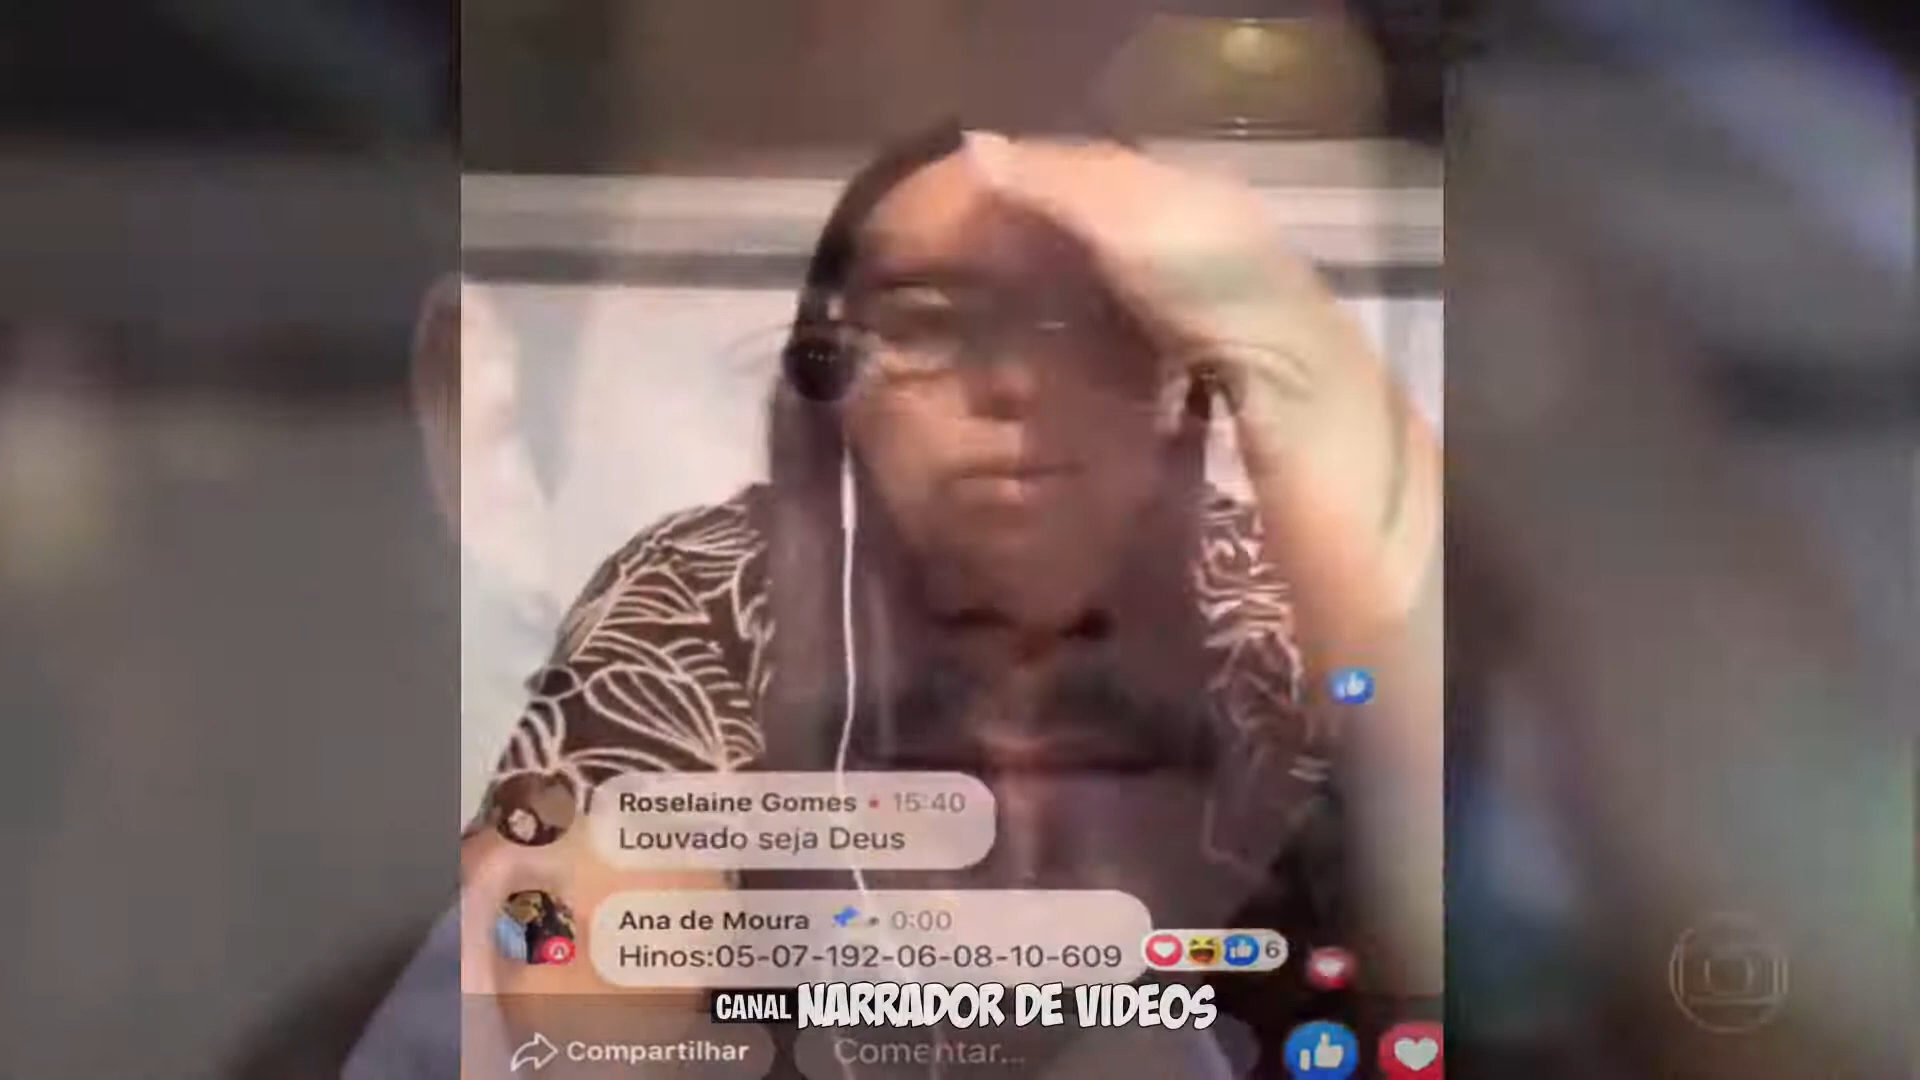 Roselaine Gomes • 15:40
Louvado seja Deus
Ana de Moura • 0:00
Hinos:05-07-192-06-08-10-609
6
CANAL NARRADOR DE VIDEOS
Compartilhar
Comentar...